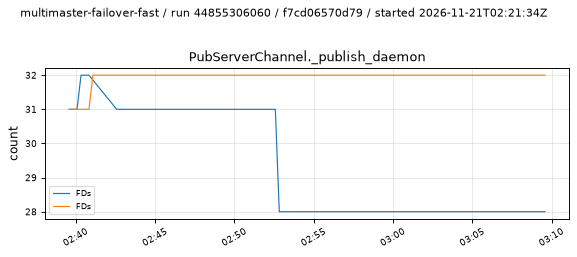 multimaster-failover-fast / run 44855306060 / f7cd06570d79 / started 2026-11-21T02:21:34Z
PubServerChannel._publish_daemon
count
32
31
30
29
28
FDs
FDs
02:40
02:45
02:50
02:55
03:00
03:05
03:10